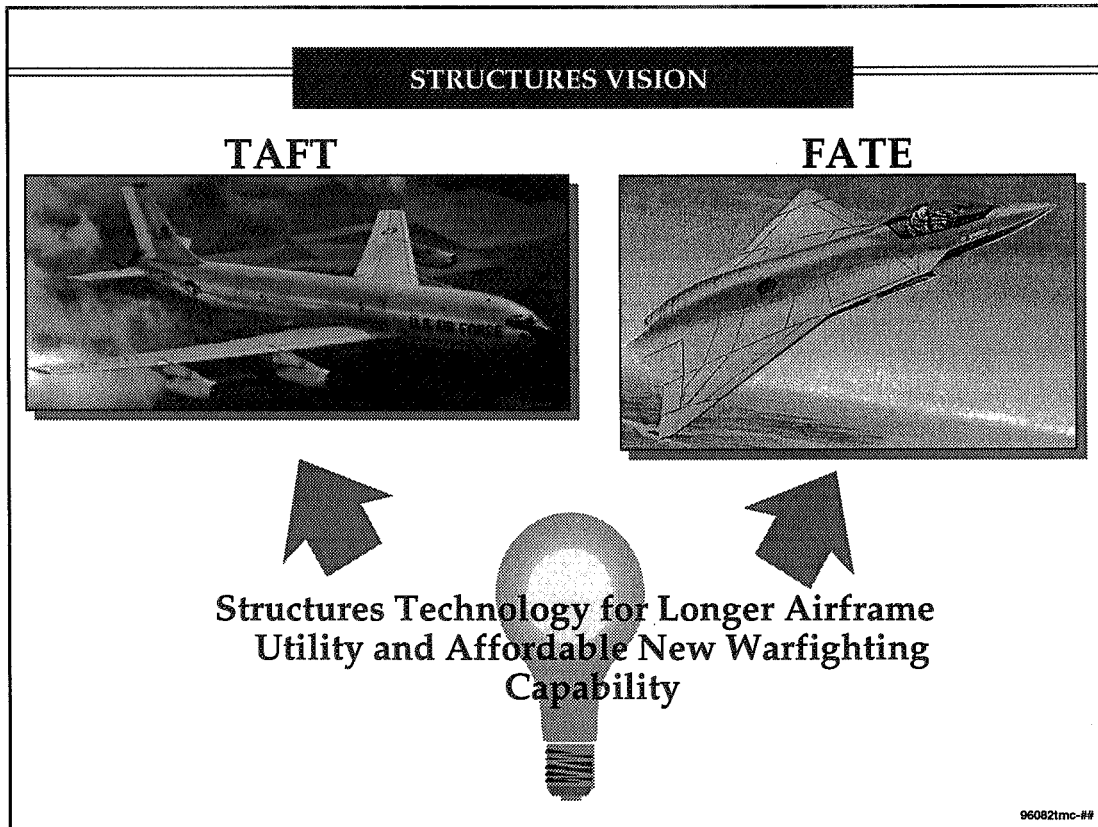 STRUCTURES VISION
TAFT
FATE
U.S. AIR FORCE
Structures Technology for Longer Airframe
Utility and Affordable New Warfighting
Capability
96082tmc-##